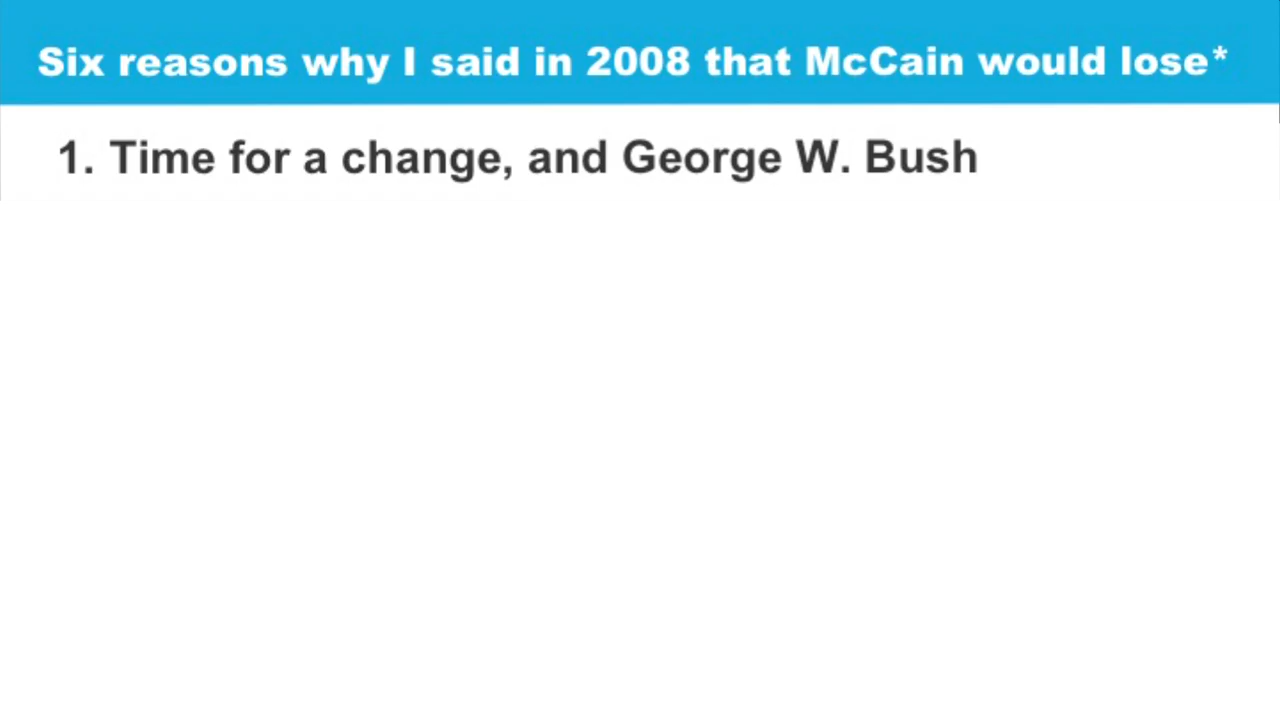 Six reasons why I said in 2008 that McCain would lose*
1. Time for a change, and George W. Bush